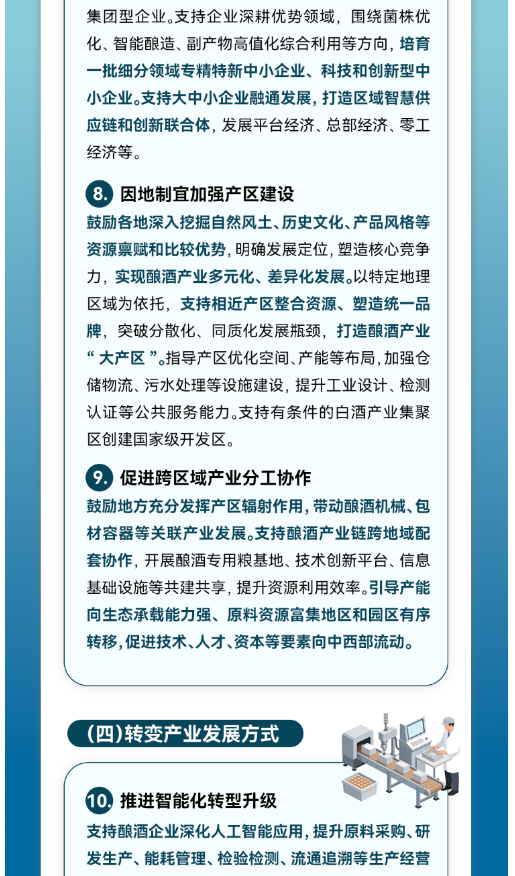 集团型企业。支持企业深耕优势领域，围绕菌株优
化、智能酿造、副产物高值化综合利用等方向，培育
一批细分领域专精特新中小企业、科技和创新型中
小企业。支持大中小企业融通发展，打造区域智慧供
应链和创新联合体，发展平台经济、总部经济、零工
经济等。
8. 因地制宜加强产区建设
鼓励各地深入挖掘自然风土、历史文化、产品风格等
资源禀赋和比较优势，明确发展定位，塑造核心竞争
力，实现酿酒产业多元化、差异化发展。以特定地理
区域为依托，支持相近产区整合资源、塑造统一品
牌，突破分散化、同质化发展瓶颈，打造酿酒产业
“大产区”。指导产区优化空间、产能等布局，加强仓
储物流、污水处理等设施建设，提升工业设计、检测
认证等公共服务能力。支持有条件的白酒产业集聚
区创建国家级开发区。
9. 促进跨区域产业分工协作
鼓励地方充分发挥产区辐射作用，带动酿酒机械、包
材容器等关联产业发展。支持酿酒产业链跨地域配
套协作，开展酿酒专用粮基地、技术创新平台、信息
基础设施等共建共享，提升资源利用效率。引导产能
向生态承载能力强、原料资源富集地区和园区有序
转移，促进技术、人才、资本等要素向中西部流动。
(四)转变产业发展方式
10. 推进智能化转型升级
支持酿酒企业深化人工智能应用，提升原料采购、研
发生产、能耗管理、检验检测、流通追溯等生产经营